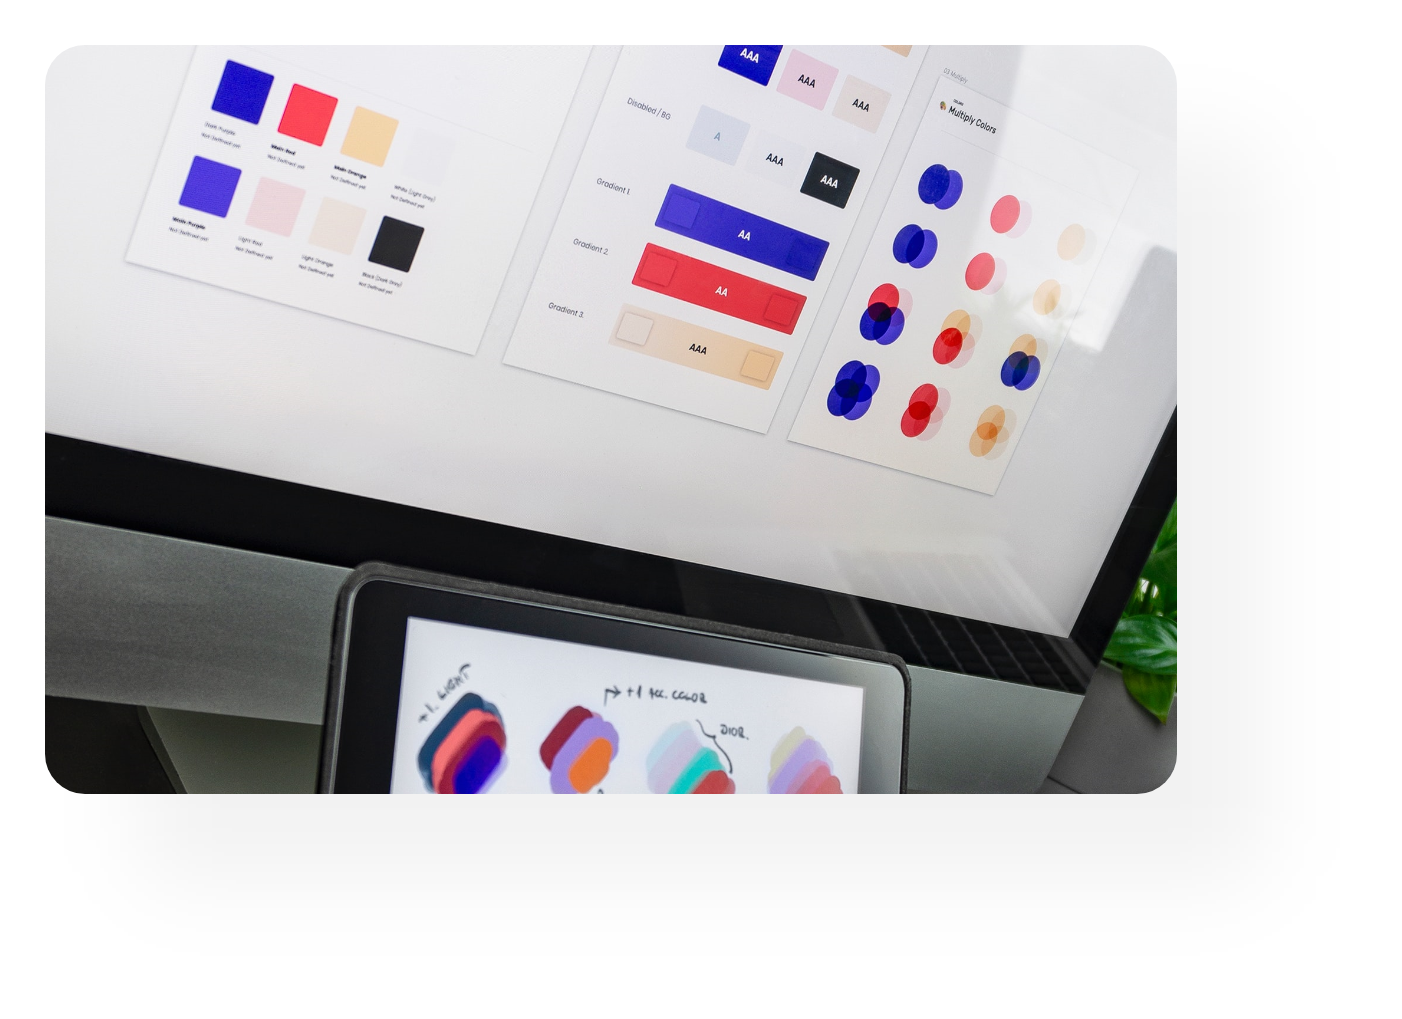 Dark Purple
Not Defined yet
Main Red
Not Defined yet
Main Orange
Not Defined yet
White (Light Grey)
Not Defined yet
Main Purple
Not Defined yet
Light Red
Not Defined yet
Light Orange
Not Defined yet
Black (Dark Grey)
Not Defined yet
AAA
AAA
AAA
Disabled / BG
A
AAA
AAA
Gradient 1.
AA
Gradient 2.
AA
Gradient 3.
AAA
03 Multiply
Multiply Colors
+1. LIGHT
+1 ACC. COLOR